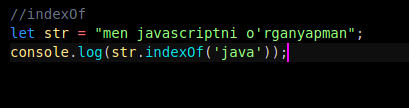 //indexOf
let str = "men javascriptni o'rganyapman";
console.log(str.indexOf('java'));